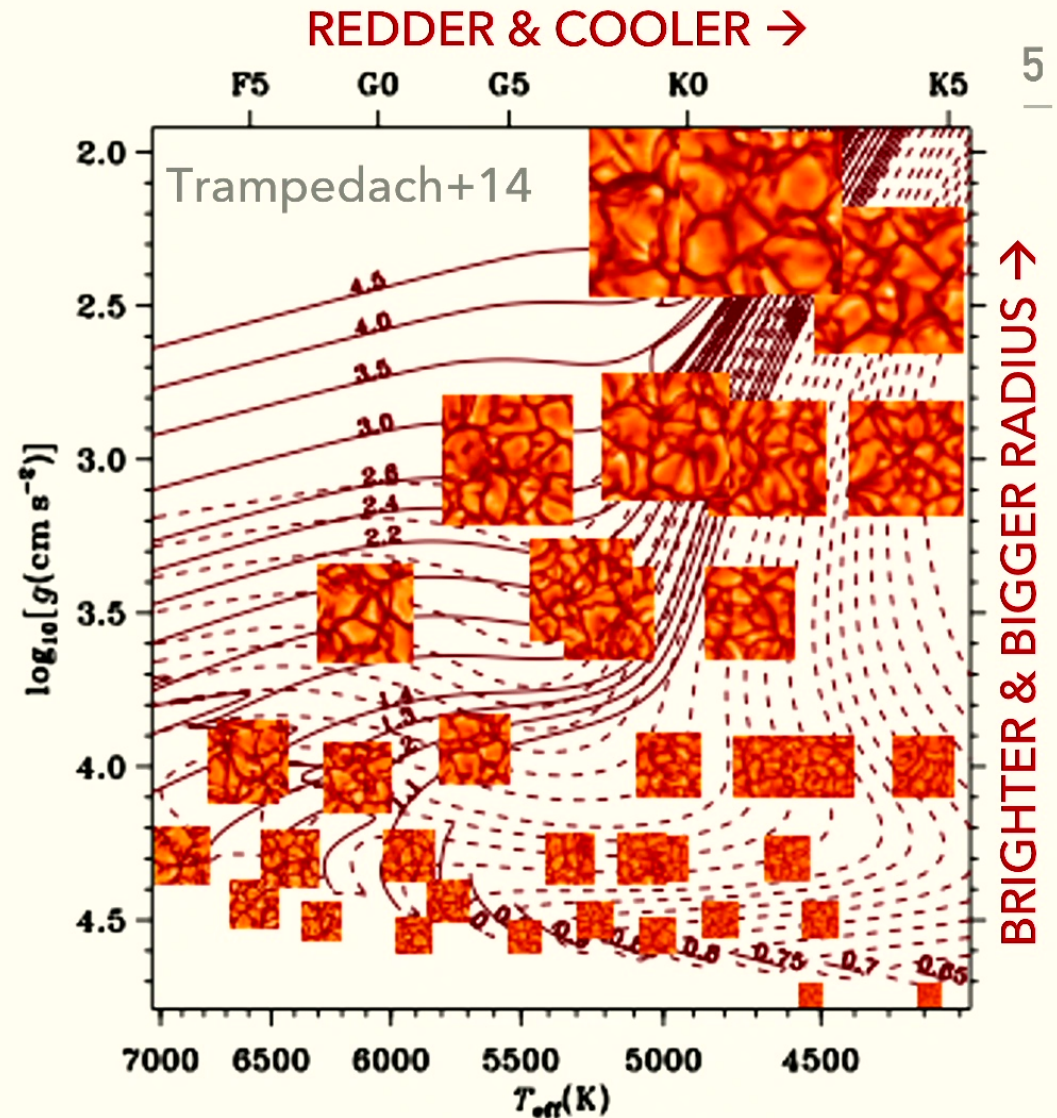 REDDER & COOLER →
5
F5 G0 G5 K0 K5
Trampedach+14
2.0
2.5
3.0
3.5
4.0
4.5
log₁₀[g(cm s⁻²)]
4.5
4.0
3.5
3.0
2.6
2.4
2.2
1.4
1.3
1.1
0.8 0.75 0.7 0.65
7000 6500 6000 5500 5000 4500
T_eff(K)
BRIGHTER & BIGGER RADIUS →